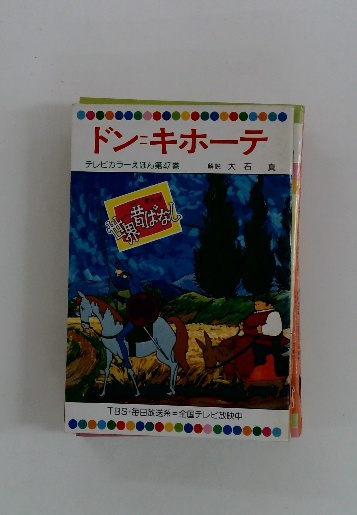 ドン=キホーテ
テレビカラーえほん第47巻 解説 大石 真
世界昔ばなし
TBS・毎日放送系=全国テレビ放映中